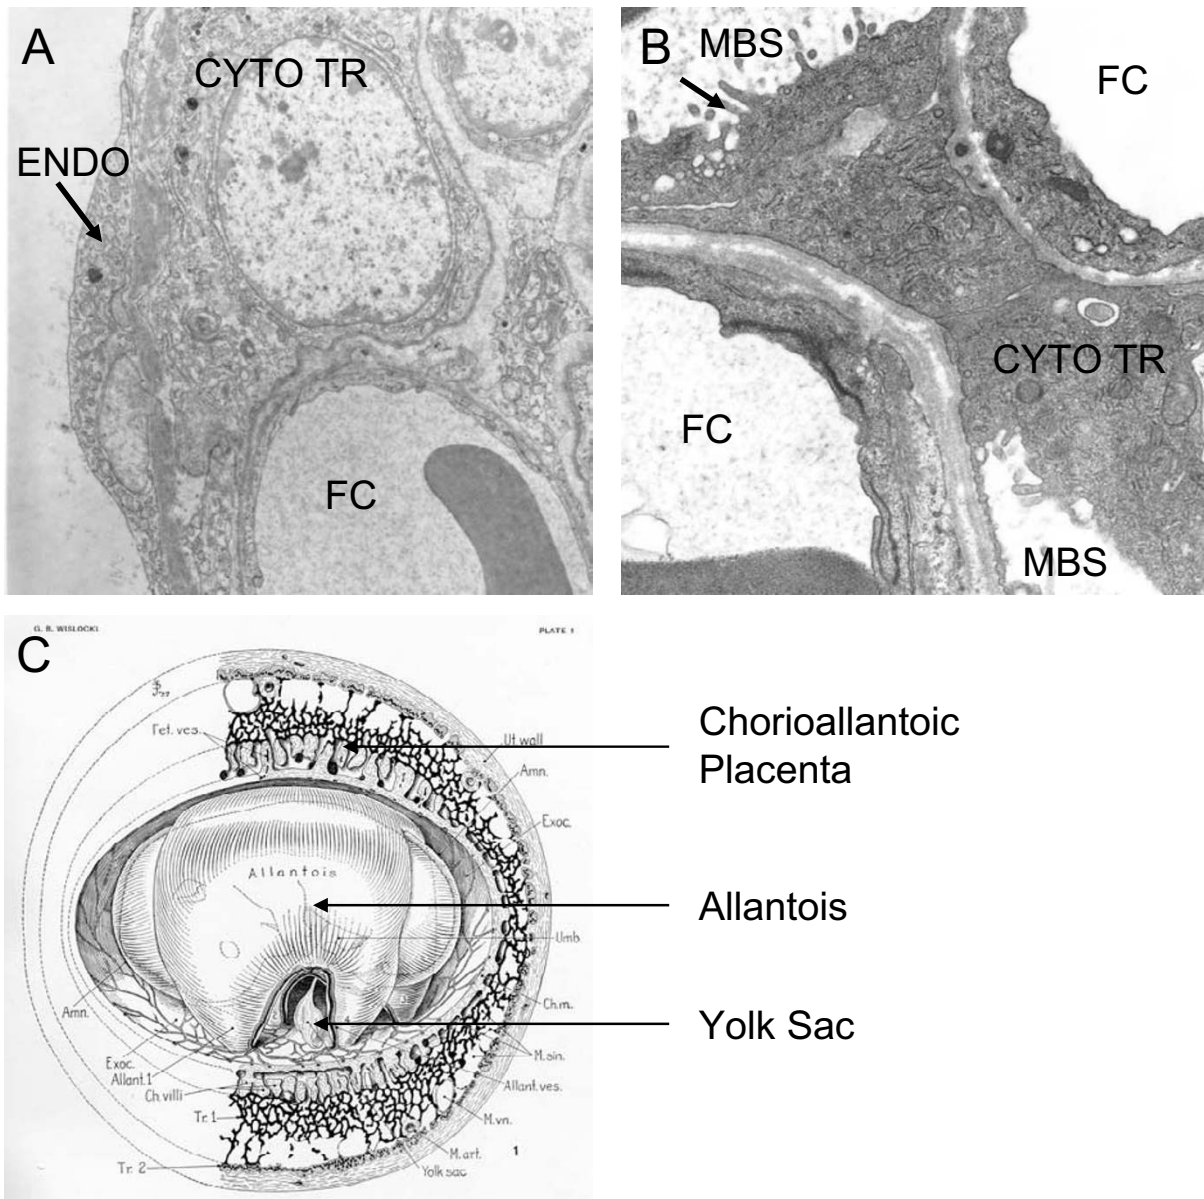 A
CYTO TR
ENDO
FC
B
MBS
FC
CYTO TR
FC
MBS
G. B. WISLOCKI
PLATE 1
C
Fet. ves.
Ut. wall
Amn.
Exoc.
Allantois
Umb.
Amn.
Ch.m.
Exoc.
Allant. 1
Ch. villi
M. sin.
Allant. ves.
Tr. 1
M. vn.
M. art.
1
Tr. 2
Yolk sac
Chorioallantoic
Placenta
Allantois
Yolk Sac